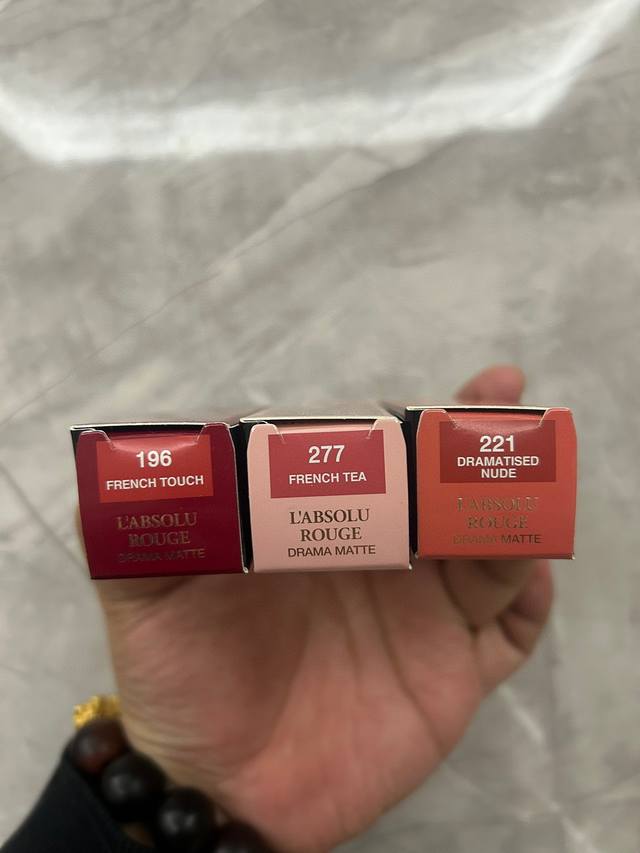 196
FRENCH TOUCH
L'ABSOLU
ROUGE
DRAMA MATTE
277
FRENCH TEA
L'ABSOLU
ROUGE
DRAMA MATTE
221
DRAMATISED
NUDE
L'ABSOLU
ROUGE
DRAMA MATTE